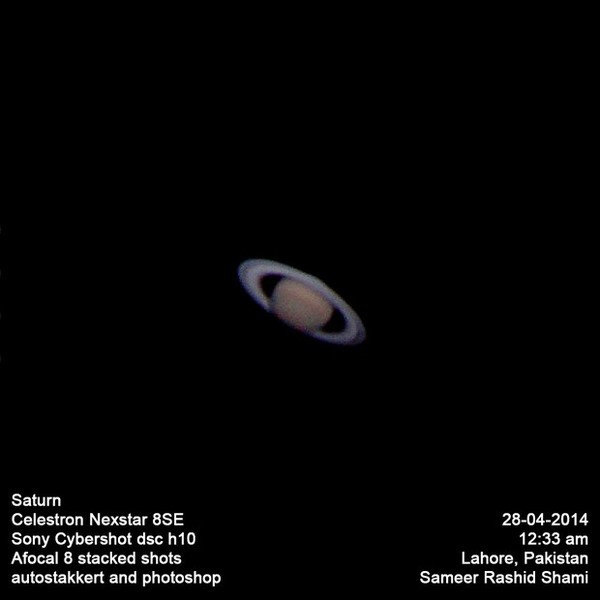 Saturn
Celestron Nexstar 8SE
Sony Cybershot dsc h10
Afocal 8 stacked shots
autostakkert and photoshop
28-04-2014
12:33 am
Lahore, Pakistan
Sameer Rashid Shami